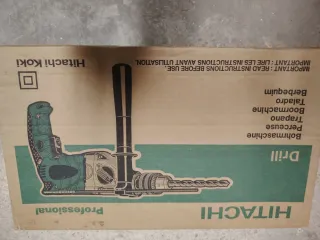 HITACHI
Professional
Drill
Bohrmaschine
Perceuse
Trapano
Boormachine
Taladro
Berbequim
Hitachi Koki
IMPORTANT: READ INSTRUCTIONS BEFORE USE.
IMPORTANT: LIRE LES INSTRUCTIONS AVANT UTILISATION.